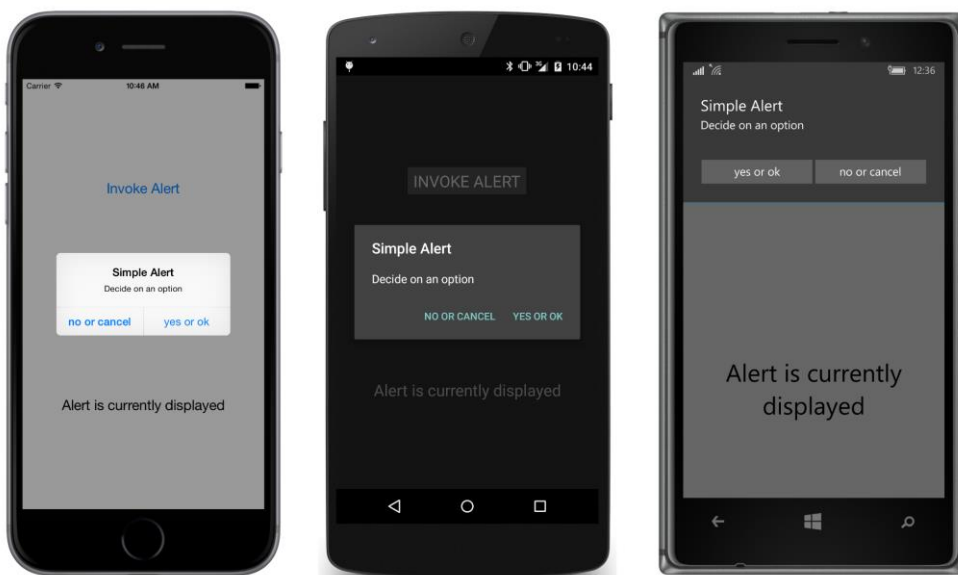 Carrier 10:46 AM
Invoke Alert
Simple Alert
Decide on an option
no or cancel yes or ok
Alert is currently displayed
3G 10:44
INVOKE ALERT
Simple Alert
Decide on an option
NO OR CANCEL YES OR OK
Alert is currently displayed
12:36
Simple Alert
Decide on an option
yes or ok no or cancel
Alert is currently
displayed